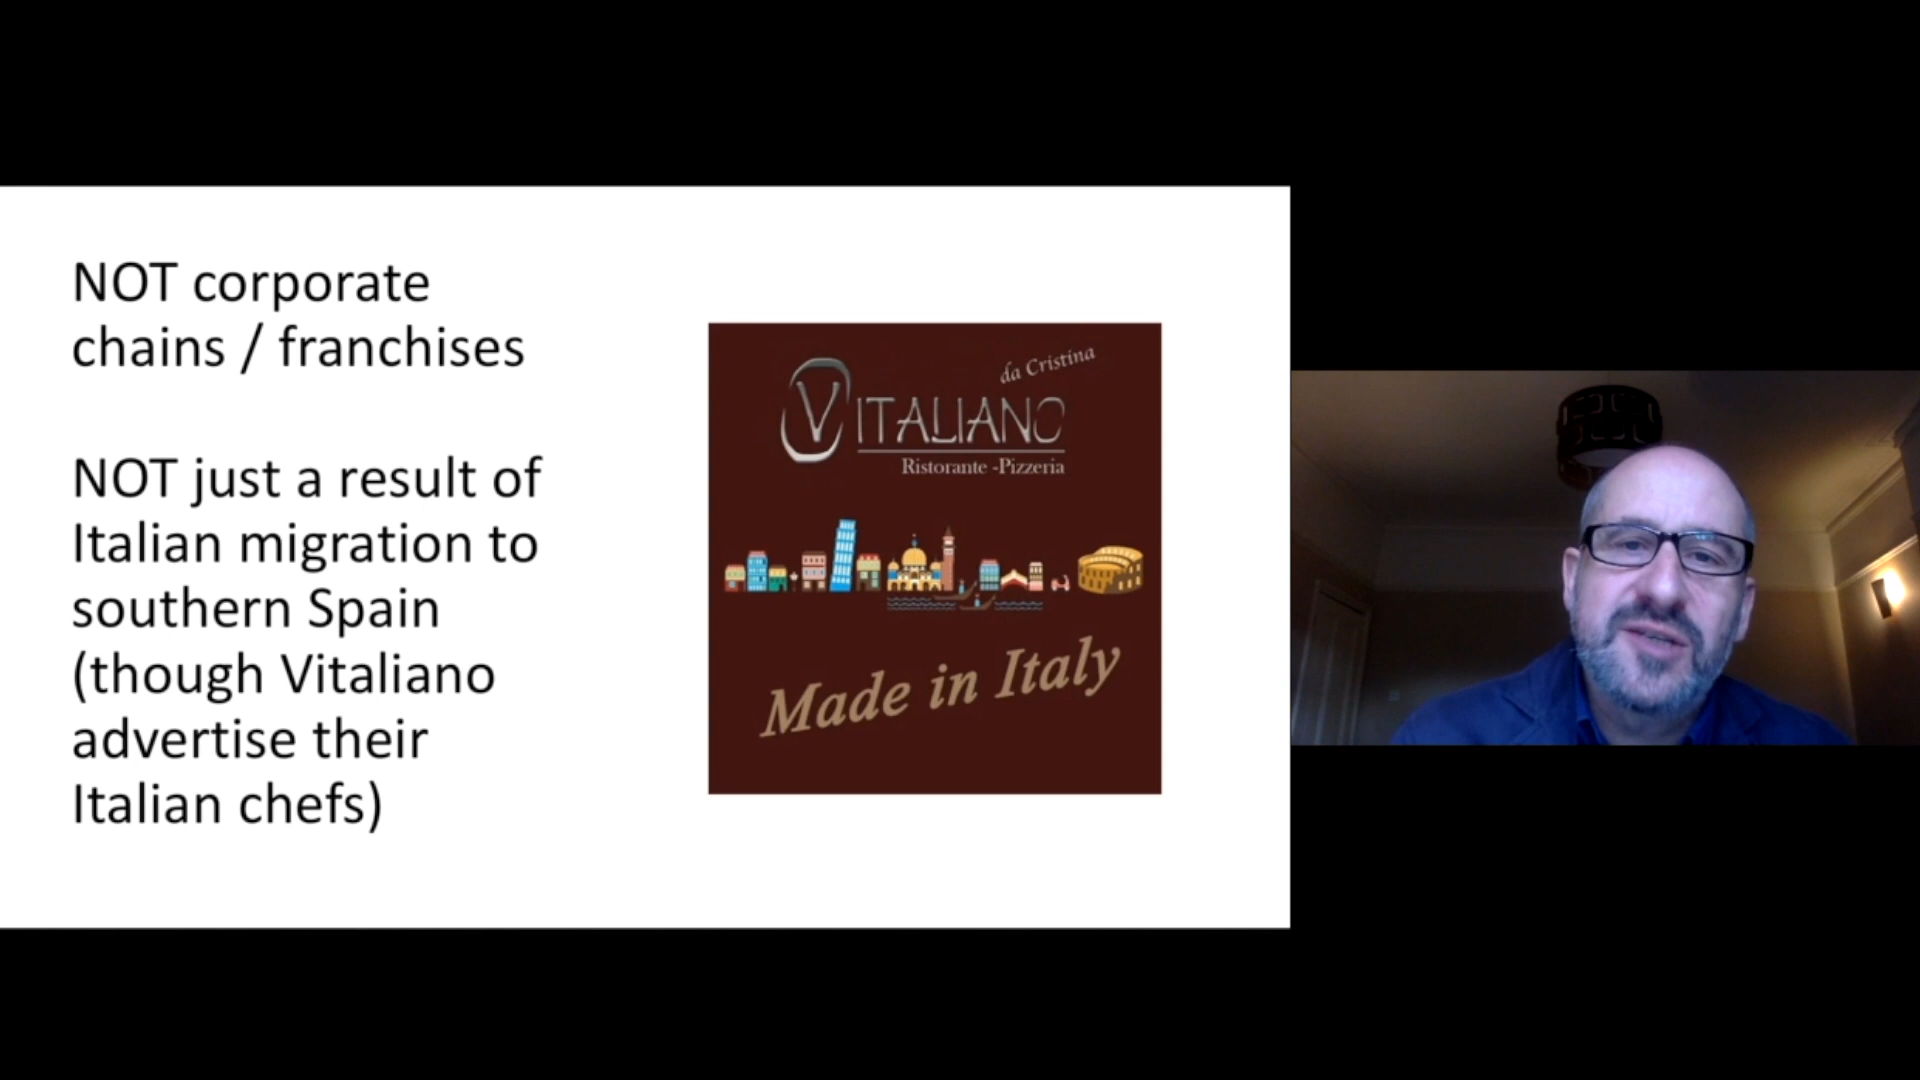 NOT corporate
chains / franchises
NOT just a result of
Italian migration to
southern Spain
(though Vitaliano
advertise their
Italian chefs)
da Cristina
VITALIANO
Ristorante -Pizzeria
Made in Italy